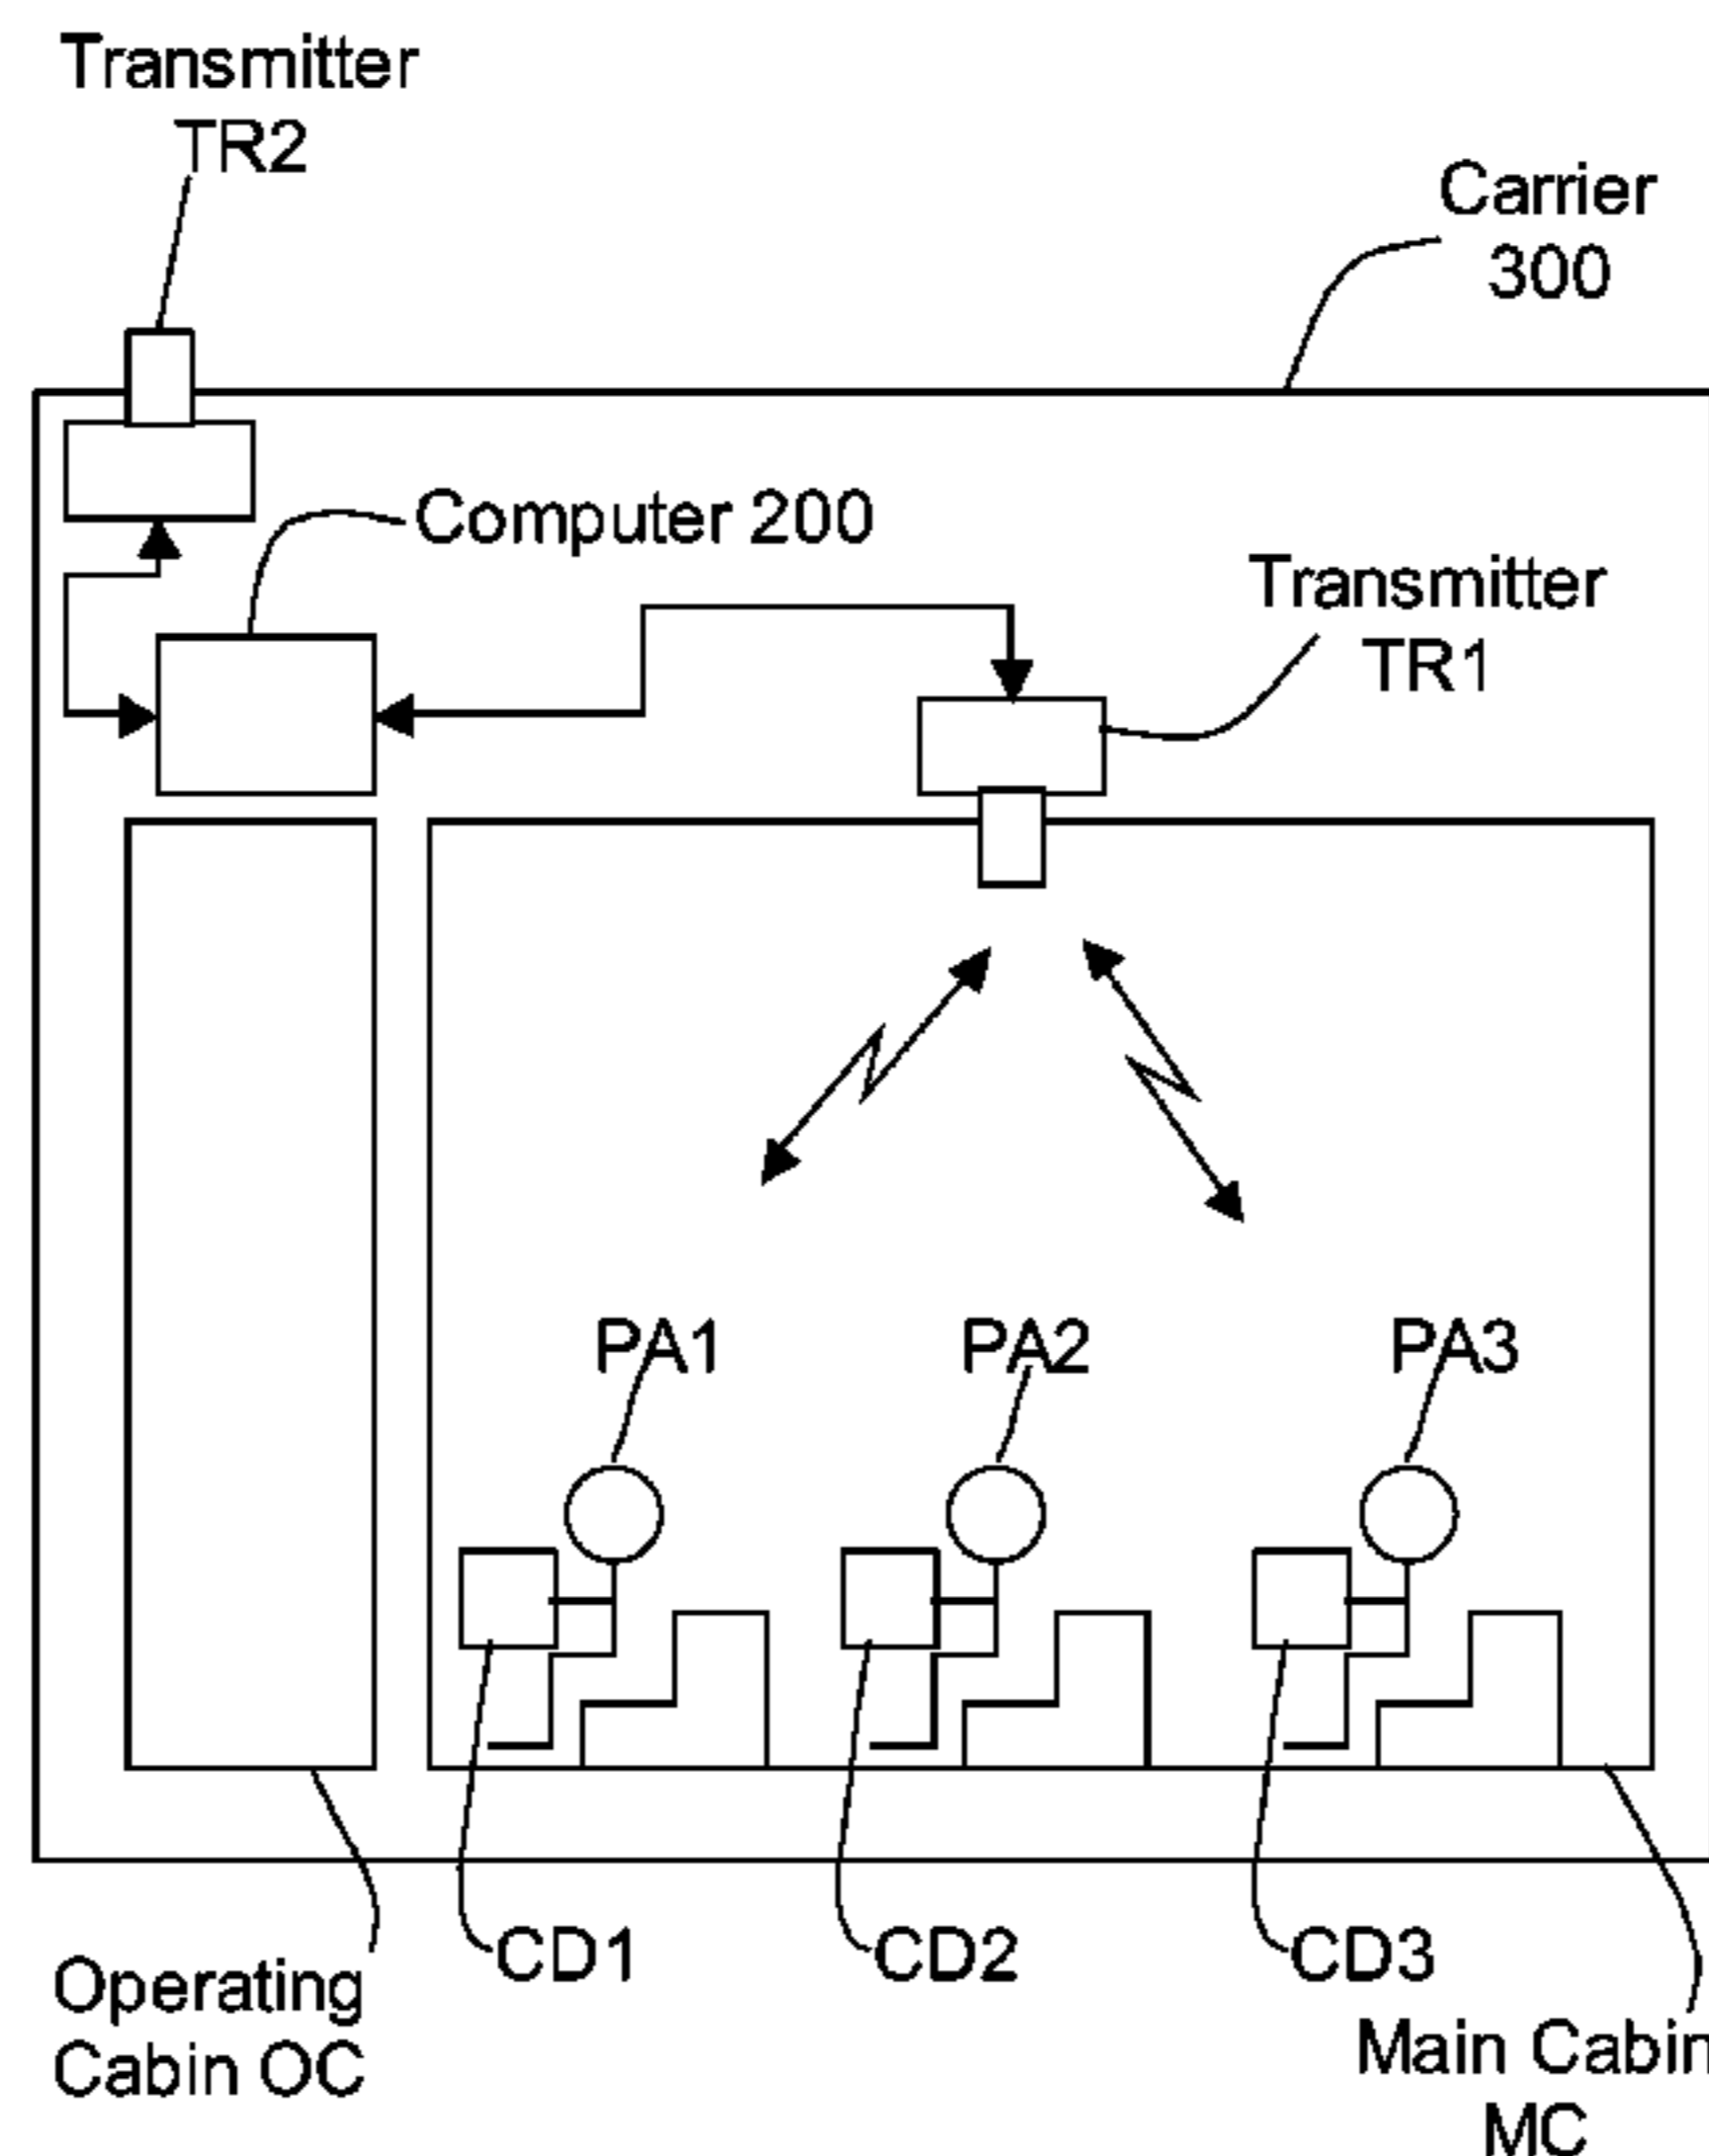 Transmitter
TR2
Carrier
300
Computer 200
Transmitter
TR1
PA1
PA2
PA3
CD1
CD2
CD3
Operating
Cabin OC
Main Cabin
MC